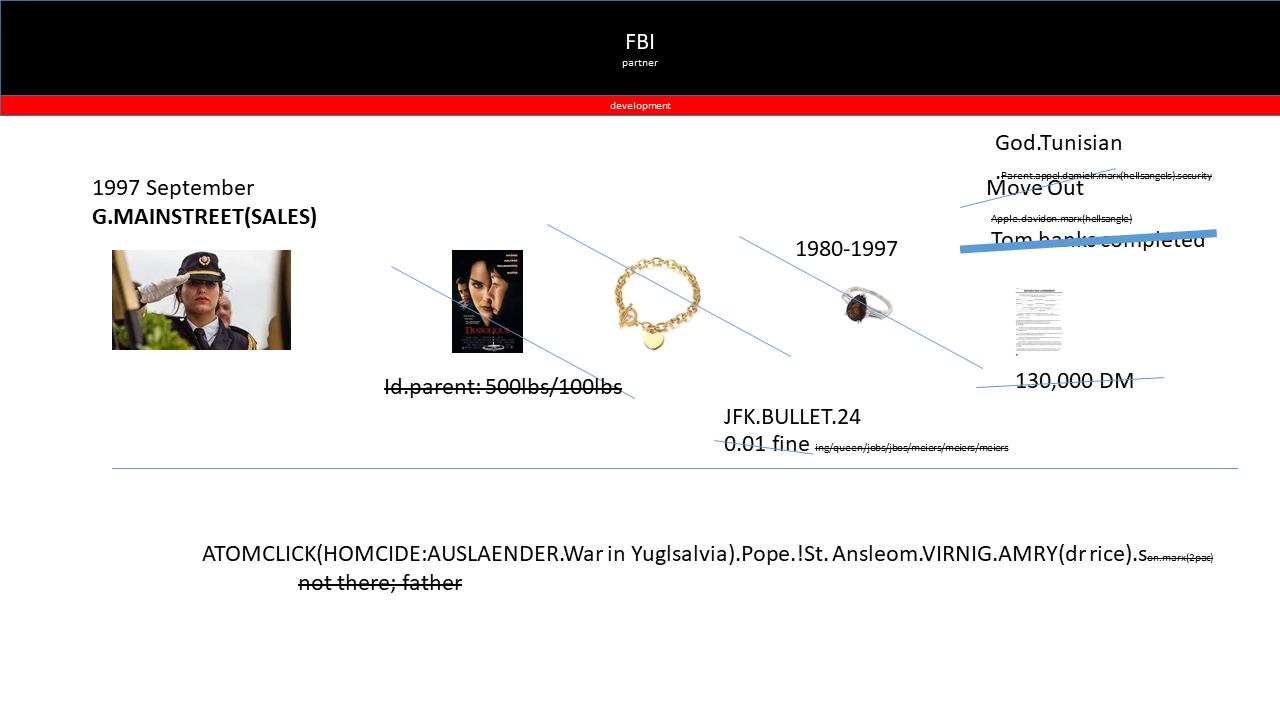 FBI
partner
development
God.Tunisian
.Parent.appel.damielr.marx(hellsangels).security
1997 September
Move Out
G.MAINSTREET(SALES)
Apple.davidon.marx(hellsangle)
Tom hanks completed
1980-1997
DIABOLIQUE
130,000 DM
Id.parent: 500lbs/100lbs
JFK.BULLET.24
0.01 fine ing/queen/jobs/jbos/meiers/meiers/meiers
ATOMCLICK(HOMCIDE:AUSLAENDER.War in Yuglsalvia).Pope.!St. Ansleom.VIRNIG.AMRY(dr rice).son.marx(2pac)
not there; father